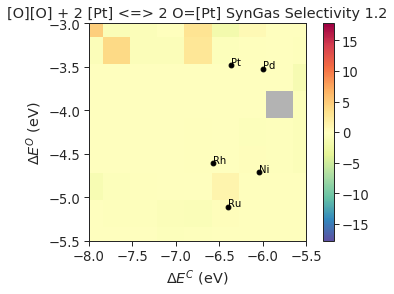 [O][O] + 2 [Pt] <=> 2 O=[Pt] SynGas Selectivity 1.2
−3.0
−3.5
−4.0
−4.5
−5.0
−5.5
ΔE^O (eV)
Pt
Pd
Rh
Ni
Ru
−8.0 −7.5 −7.0 −6.5 −6.0 −5.5
ΔE^C (eV)
15
10
5
0
−5
−10
−15